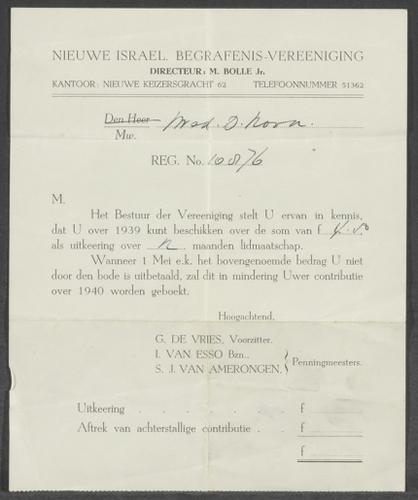 NIEUWE ISRAEL. BEGRAFENIS-VEREENIGING
DIRECTEUR: M. BOLLE Jr.
KANTOOR: NIEUWE KEIZERSGRACHT 62 TELEFOONNUMMER 51362
Den Heer
Mw.
REG. No. 10876
M.
Het Bestuur der Vereeniging stelt U ervan in kennis,
dat U over 1939 kunt beschikken over de som van f
als uitkeering over maanden lidmaatschap.
Wanneer 1 Mei e.k. het bovengenoemde bedrag U niet
door den bode is uitbetaald, zal dit in mindering Uwer contributie
over 1940 worden geboekt.
Hoogachtend,
G. DE VRIES, Voorzitter.
I. VAN ESSO Bzn.,
S. J. VAN AMERONGEN,
Penningmeesters.
Uitkeering . . . . . . . f
Aftrek van achterstallige contributie . . f
f